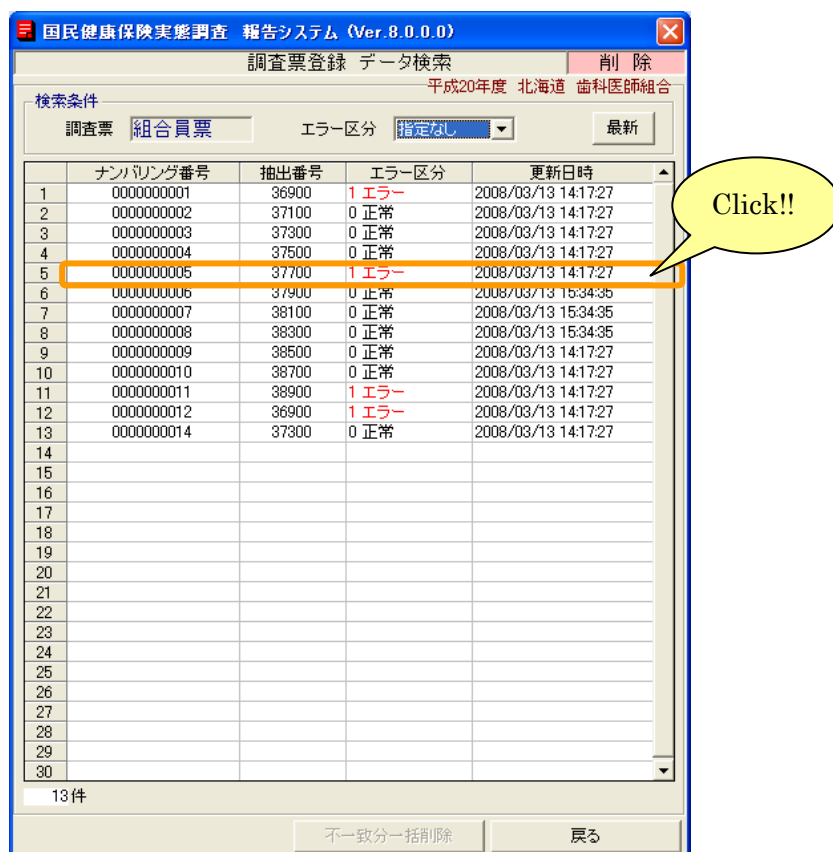 国民健康保険実態調査 報告システム (Ver.8.0.0.0)
調査票登録 データ検索 削 除
平成20年度 北海道 歯科医師組合
検索条件
調査票 組合員票 エラー区分 指定なし 最新
ナンバリング番号 抽出番号 エラー区分 更新日時
1 0000000001 36900 1 エラー 2008/03/13 14:17:27
2 0000000002 37100 0 正常 2008/03/13 14:17:27
3 0000000003 37300 0 正常 2008/03/13 14:17:27
4 0000000004 37500 0 正常 2008/03/13 14:17:27
5 0000000005 37700 1 エラー 2008/03/13 14:17:27
6 0000000006 37900 0 正常 2008/03/13 15:34:35
7 0000000007 38100 0 正常 2008/03/13 15:34:35
8 0000000008 38300 0 正常 2008/03/13 15:34:35
9 0000000009 38500 0 正常 2008/03/13 14:17:27
10 0000000010 38700 0 正常 2008/03/13 14:17:27
11 0000000011 38900 1 エラー 2008/03/13 14:17:27
12 0000000012 36900 1 エラー 2008/03/13 14:17:27
13 0000000014 37300 0 正常 2008/03/13 14:17:27
14
15
16
17
18
19
20
21
22
23
24
25
26
27
28
29
30
Click!!
13件
不一致分一括削除 戻る